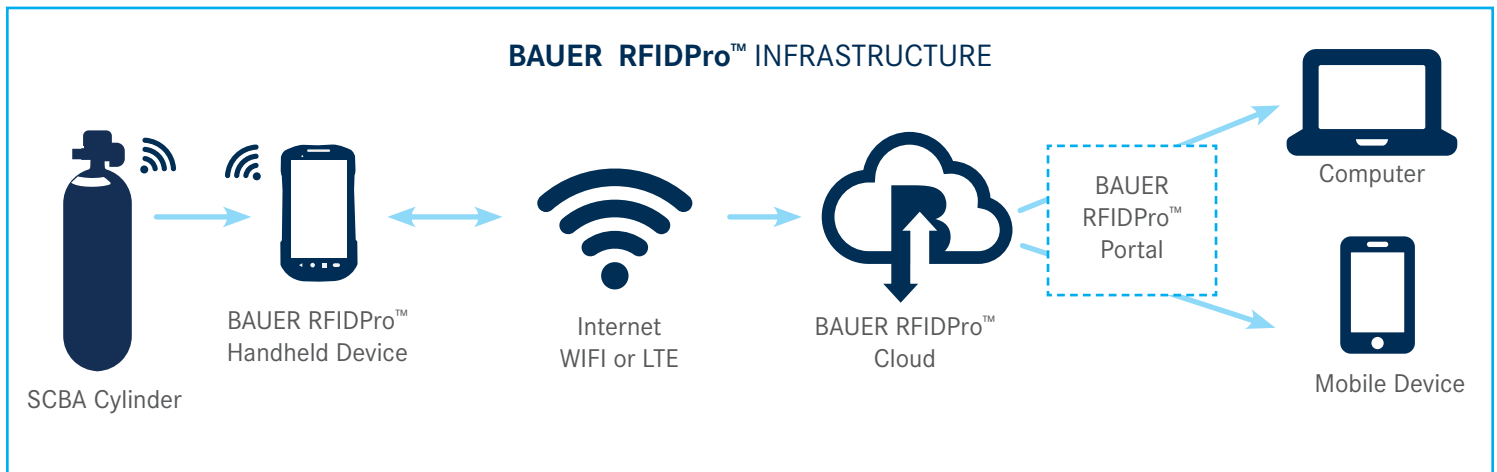 BAUER RFIDPro™ INFRASTRUCTURE
SCBA Cylinder
BAUER RFIDPro™
Handheld Device
Internet
WIFI or LTE
B
BAUER RFIDPro™
Cloud
BAUER
RFIDPro™
Portal
Computer
Mobile Device